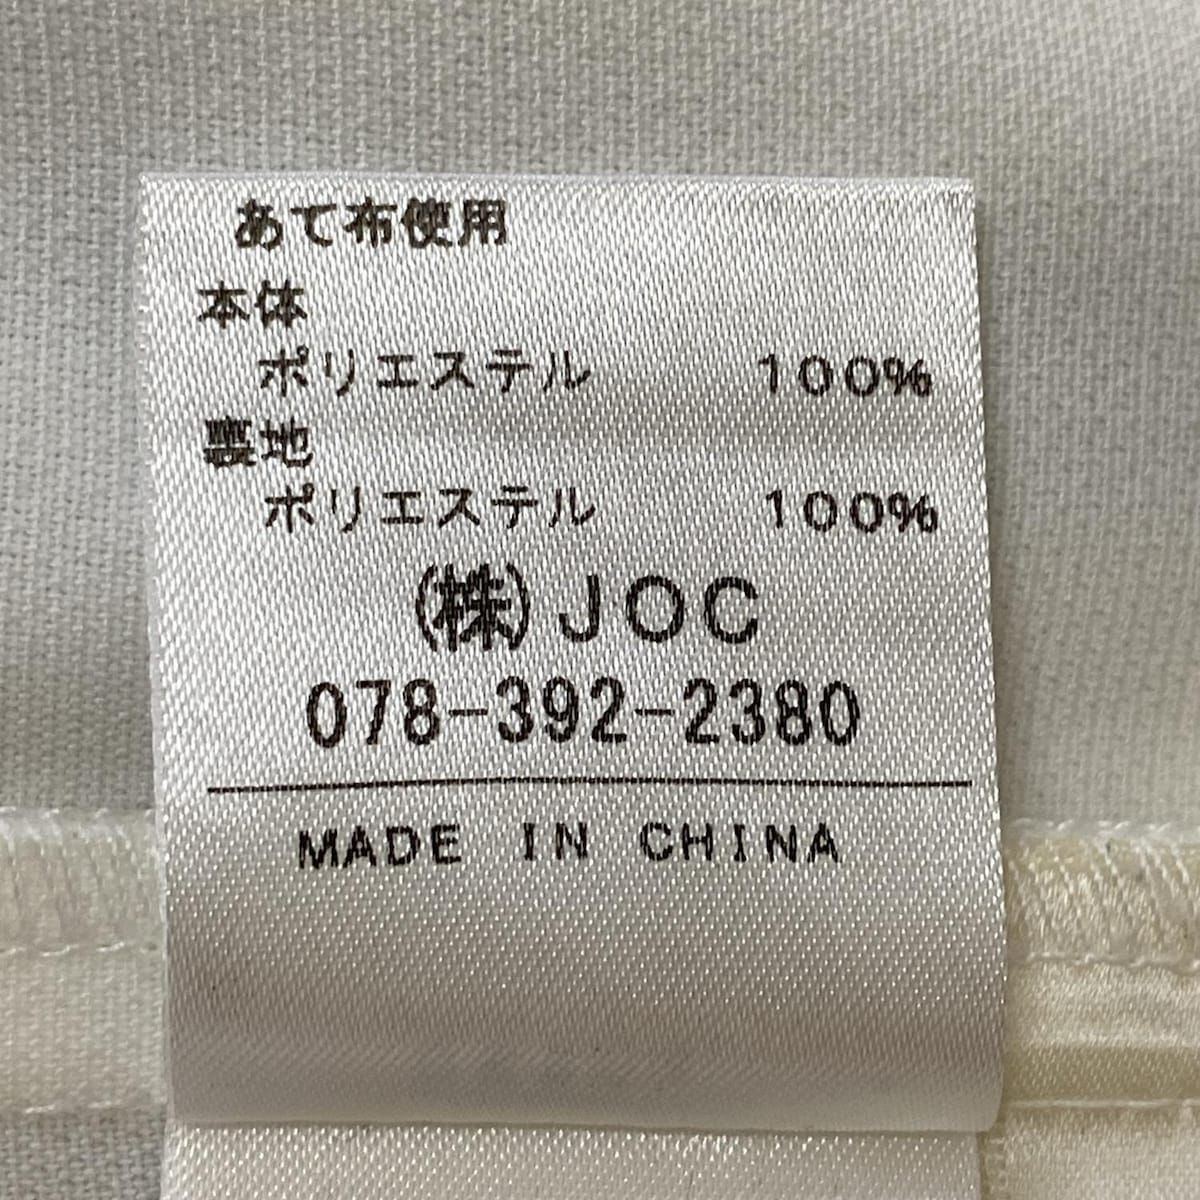 あて布使用
本体
ポリエステル 100%
裏地
ポリエステル 100%
(株)JOC
078-392-2380
MADE IN CHINA